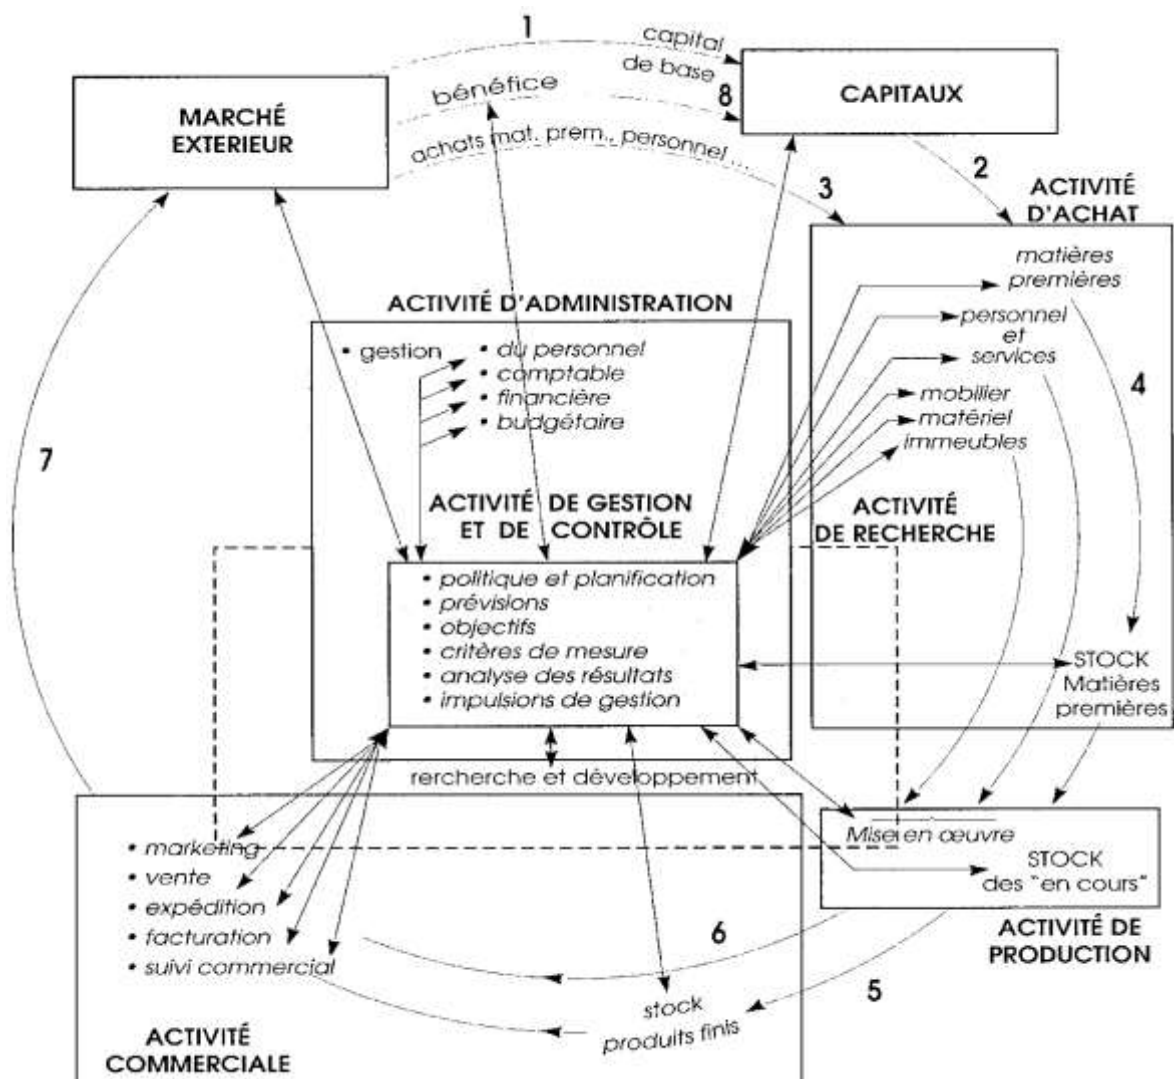 1
capital
de base
8
bénéfice
MARCHÉ
EXTERIEUR
CAPITAUX
achats mat. prem., personnel ...
3
2
ACTIVITÉ
D'ACHAT
matières
premières
personnel
et
services
mobilier
matériel
immeubles
4
ACTIVITÉ D'ADMINISTRATION
• gestion
• du personnel
• comptable
• financière
• budgétaire
7
ACTIVITÉ DE GESTION
ET DE CONTRÔLE
ACTIVITÉ
DE RECHERCHE
• politique et planification
• prévisions
• objectifs
• critères de mesure
• analyse des résultats
• impulsions de gestion
STOCK
Matières
premières
rercherche et développement
Mise en œuvre
STOCK
des "en cours"
ACTIVITÉ DE
PRODUCTION
• marketing
• vente
• expédition
• facturation
• suivi commercial
6
5
stock
produits finis
ACTIVITÉ
COMMERCIALE